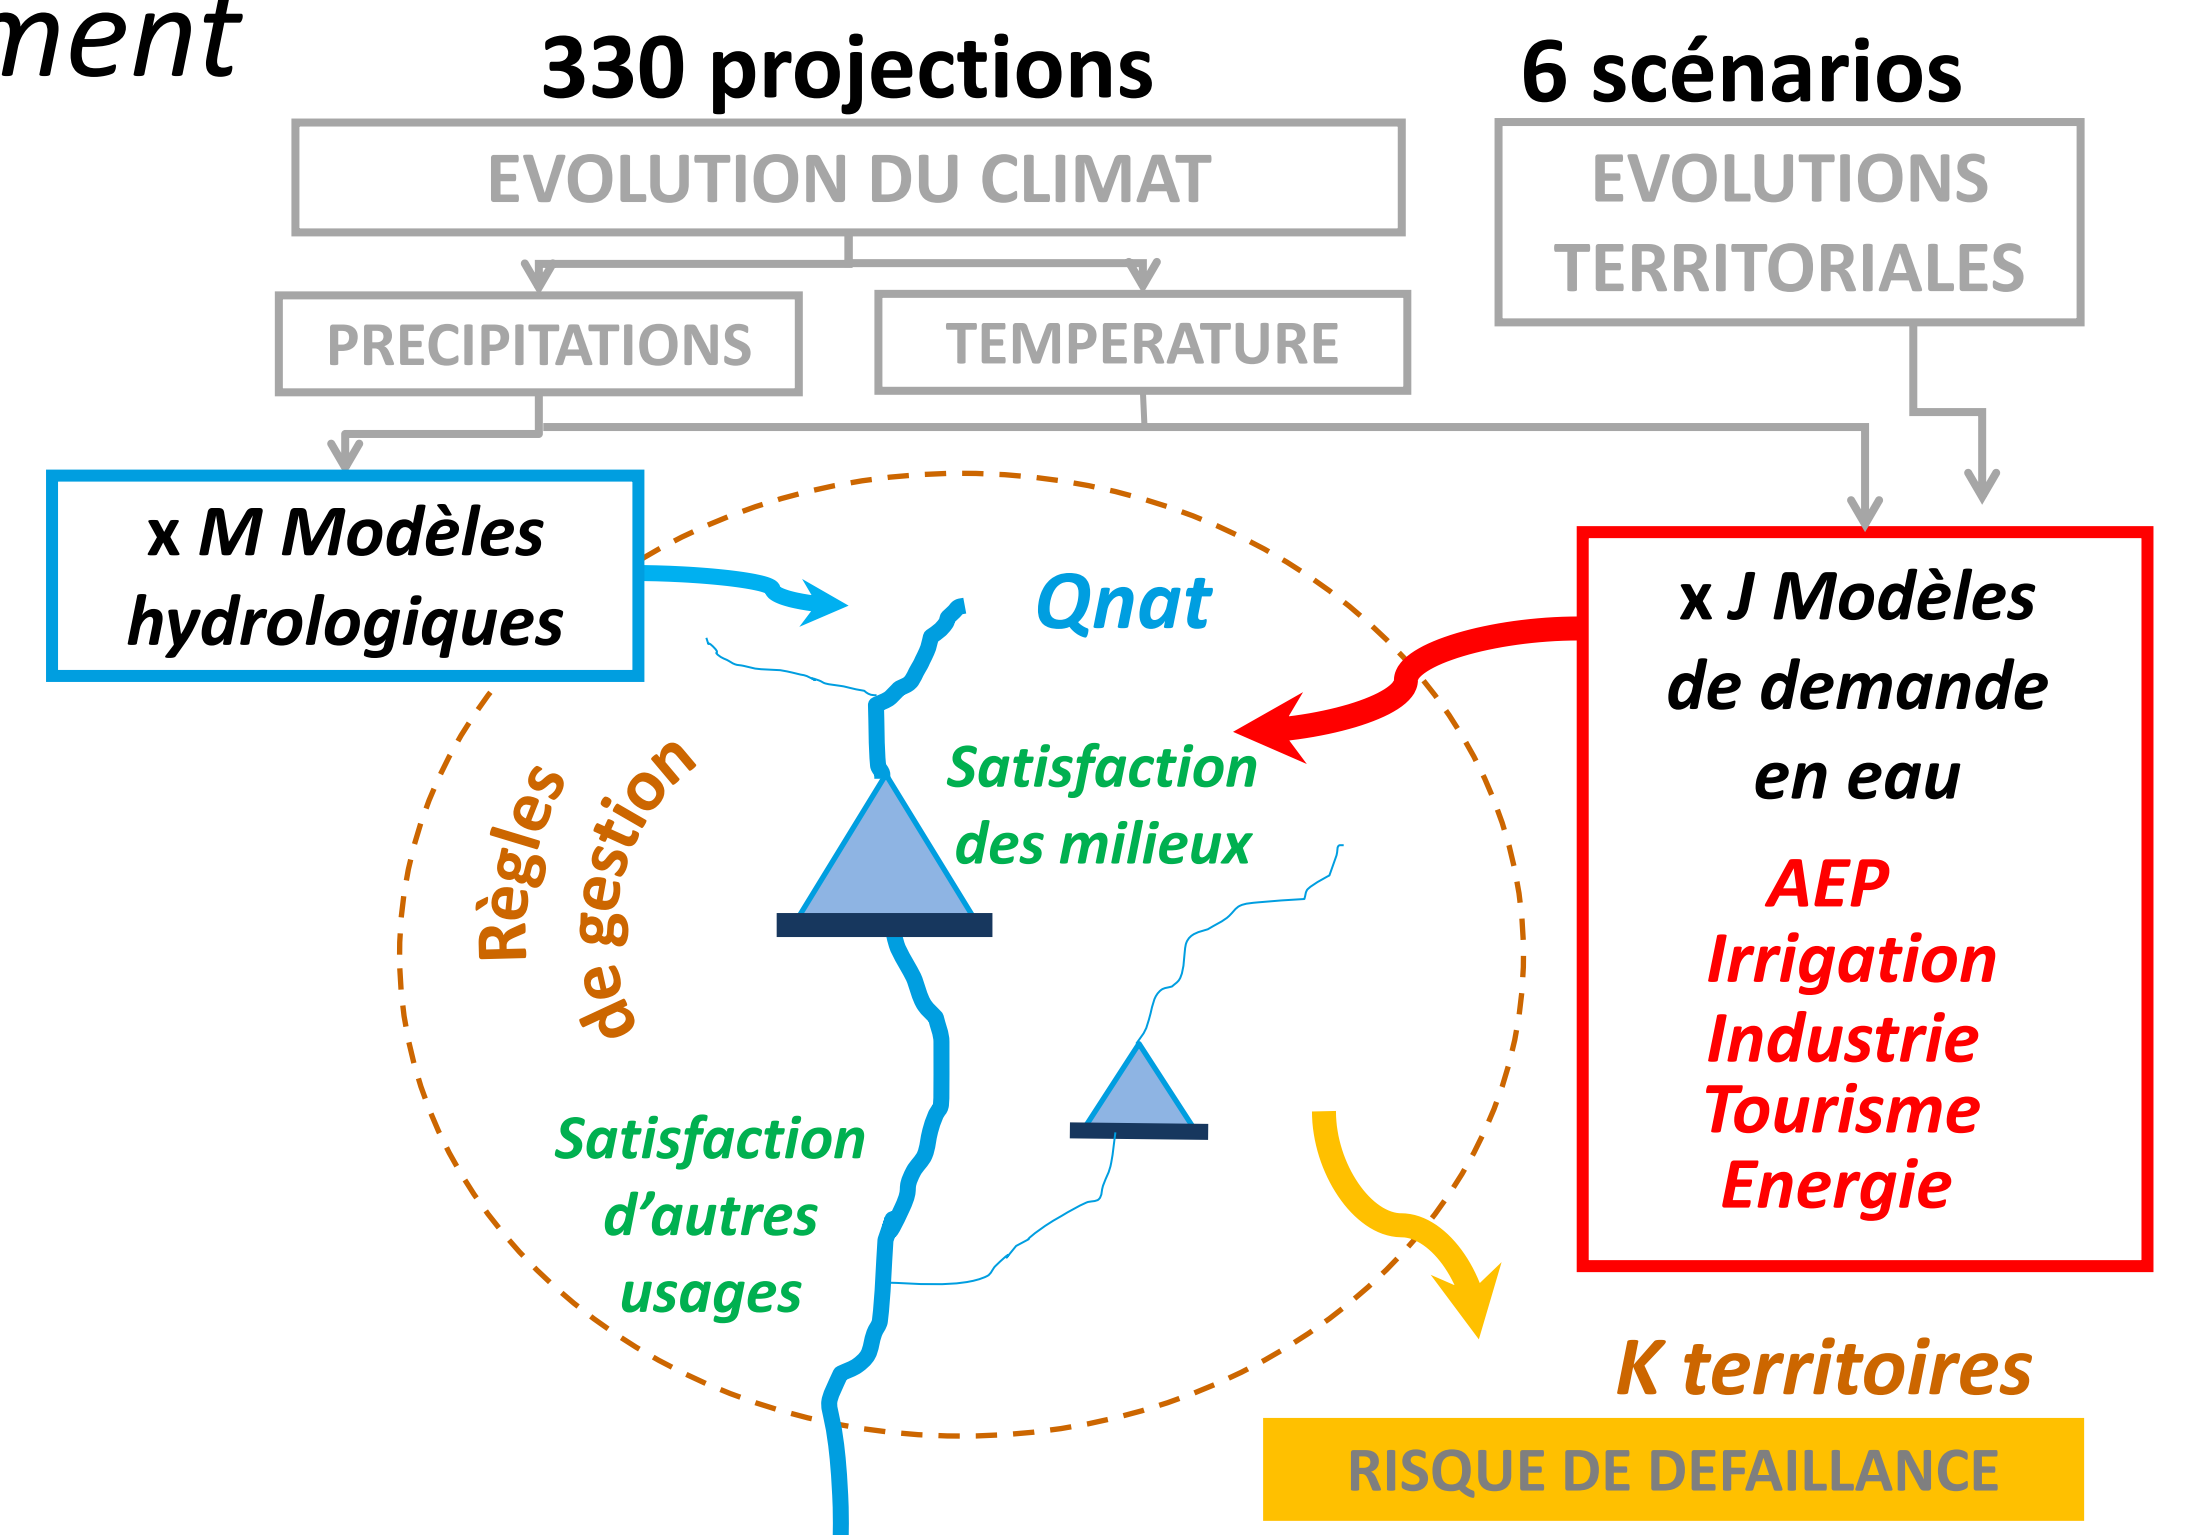 ment
330 projections
6 scénarios
EVOLUTION DU CLIMAT
EVOLUTIONS
TERRITORIALES
PRECIPITATIONS
TEMPERATURE
x M Modèles
hydrologiques
Qnat
x J Modèles
de demande
en eau
AEP
Irrigation
Industrie
Tourisme
Energie
Satisfaction
des milieux
Règles
de gestion
Satisfaction
d’autres
usages
K territoires
RISQUE DE DEFAILLANCE